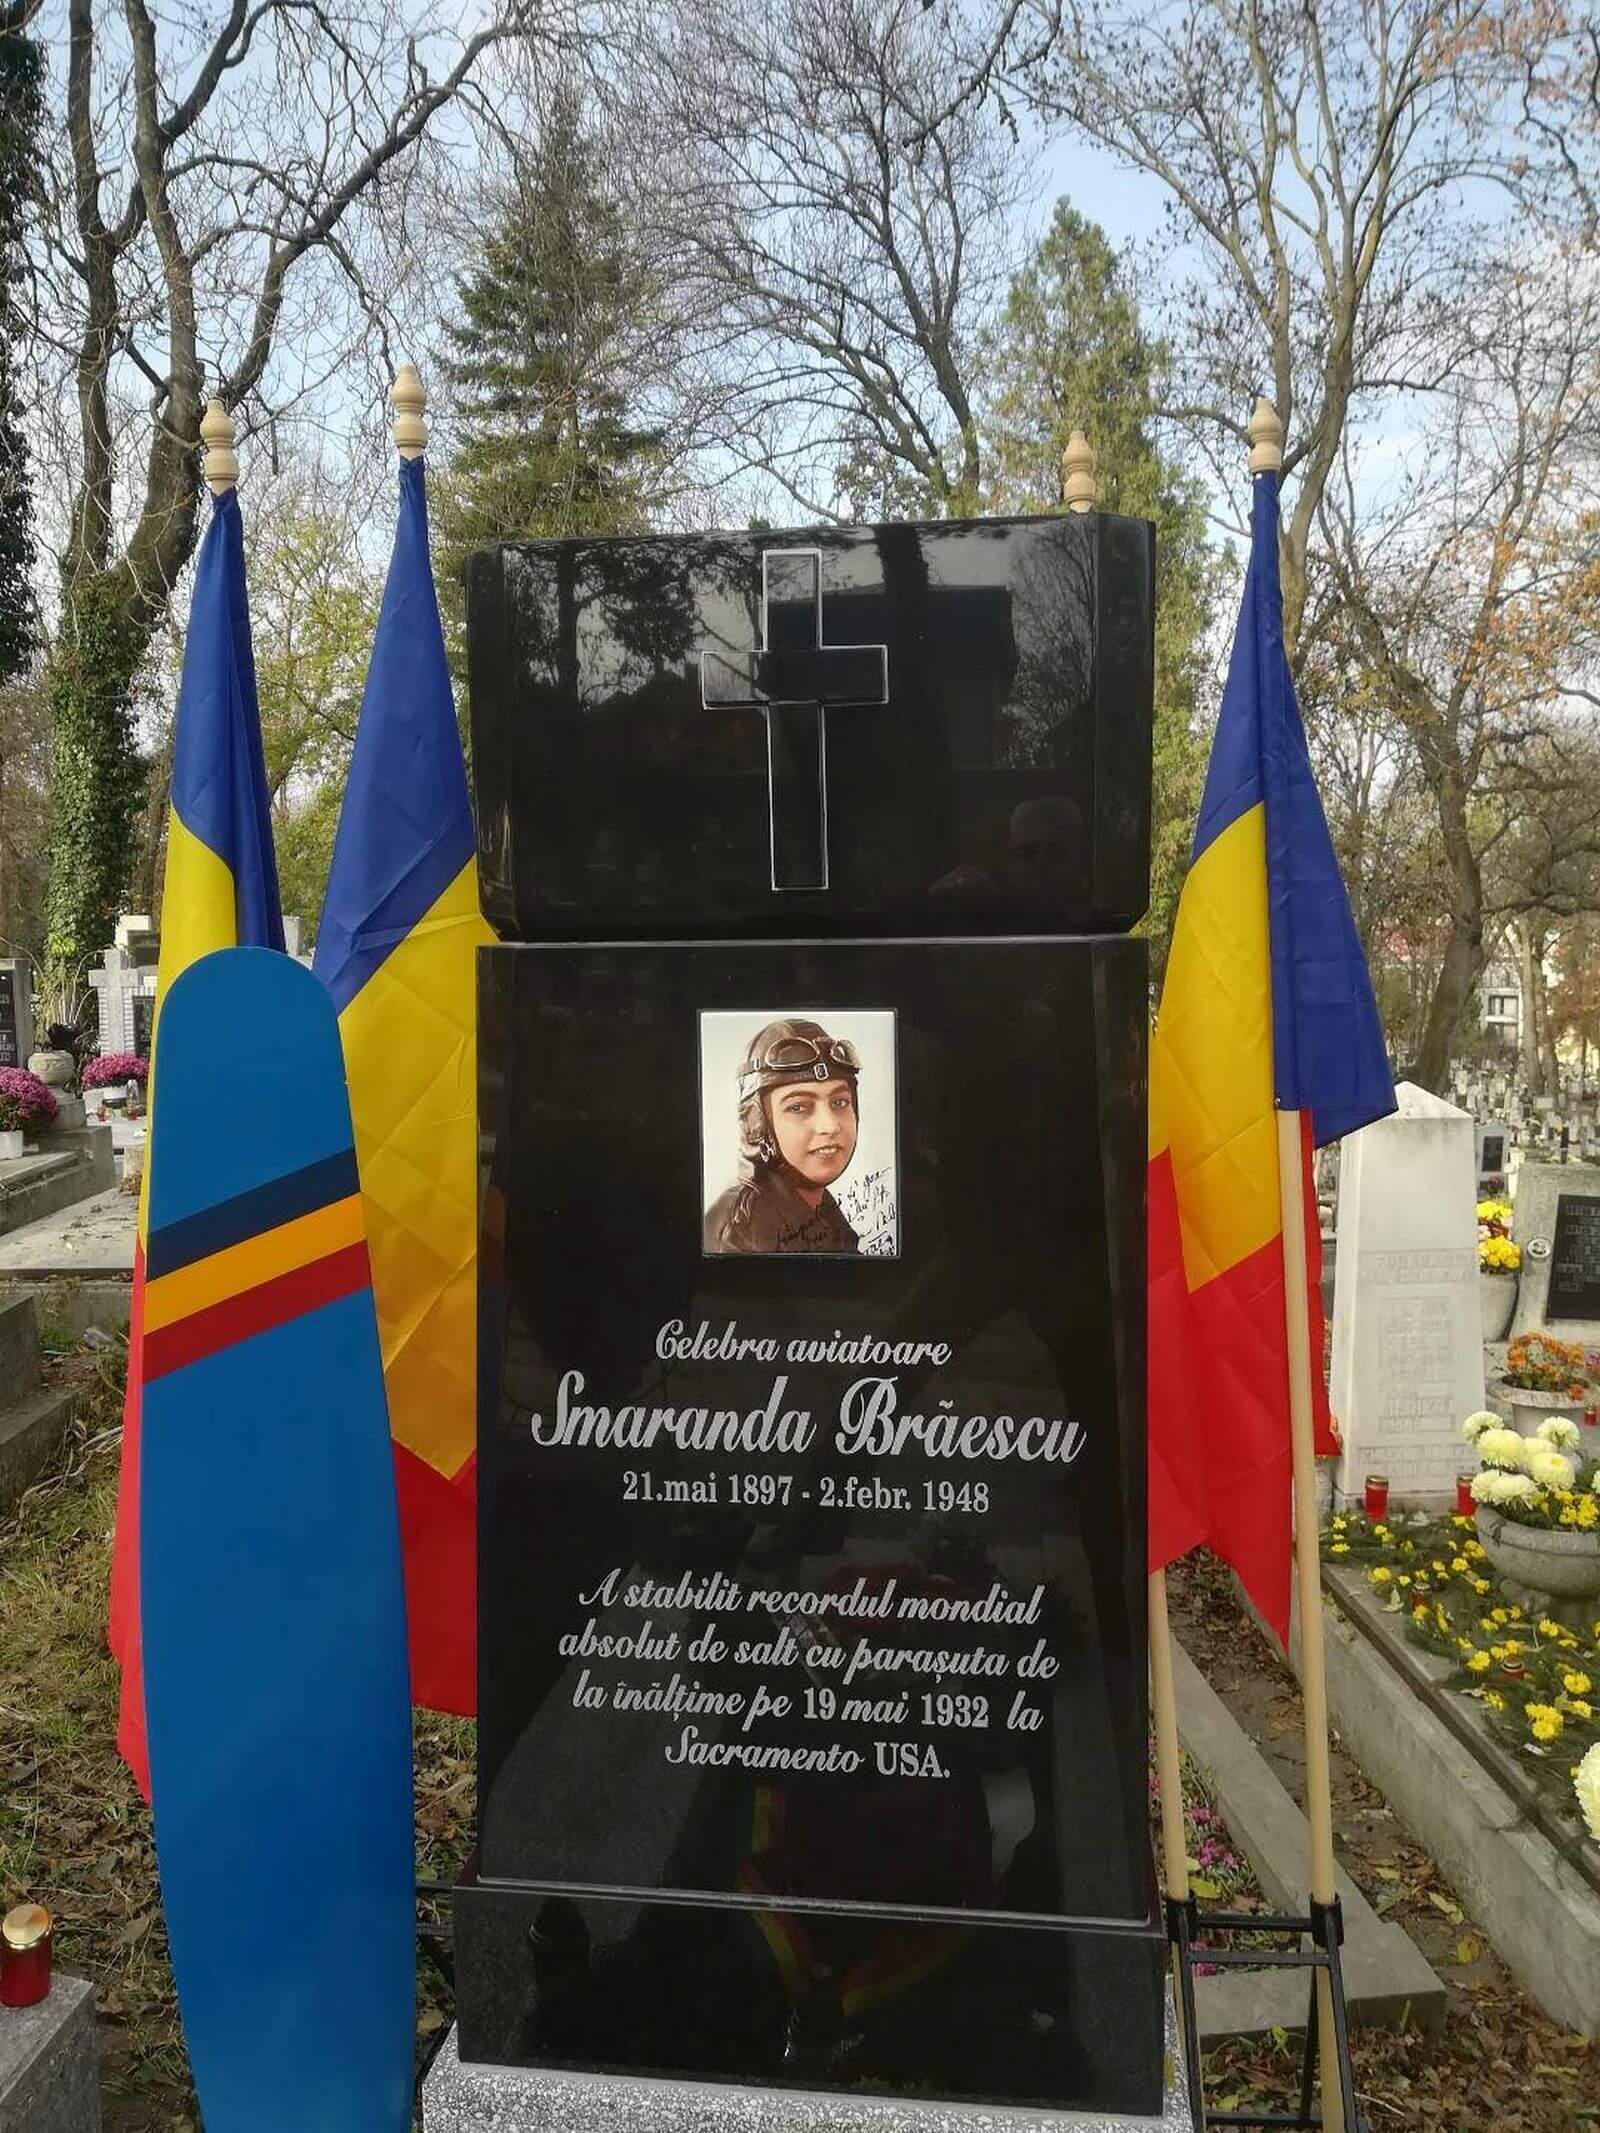 Celebra aviatoare
Smaranda Brăescu
21.mai 1897 - 2.febr. 1948
A stabilit recordul mondial
absolut de salt cu parașuta de
la înălțime pe 19 mai 1932 la
Sacramento USA.